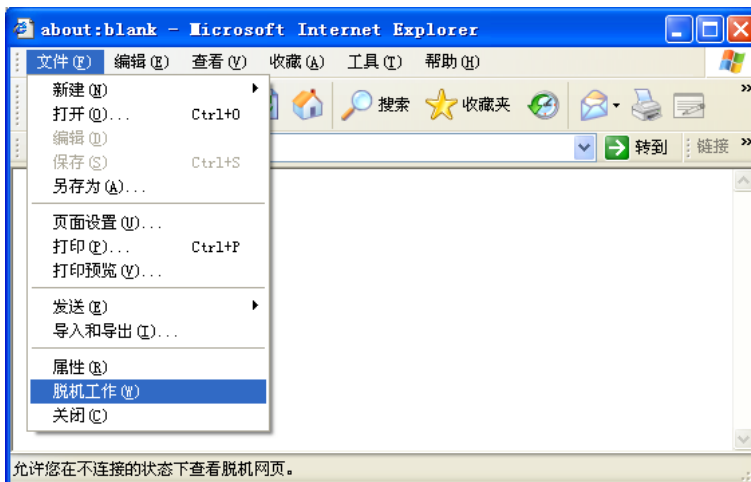 about:blank - Microsoft Internet Explorer
文件(F) 编辑(E) 查看(V) 收藏(A) 工具(T) 帮助(H)
新建(N)
打开(O)... Ctrl+O
编辑(D)
保存(S) Ctrl+S
另存为(A)...
页面设置(U)...
打印(P)... Ctrl+P
打印预览(V)...
发送(E)
导入和导出(I)...
属性(R)
脱机工作(W)
关闭(C)
搜索 收藏夹 »
转到 链接 »
允许您在不连接的状态下查看脱机网页。